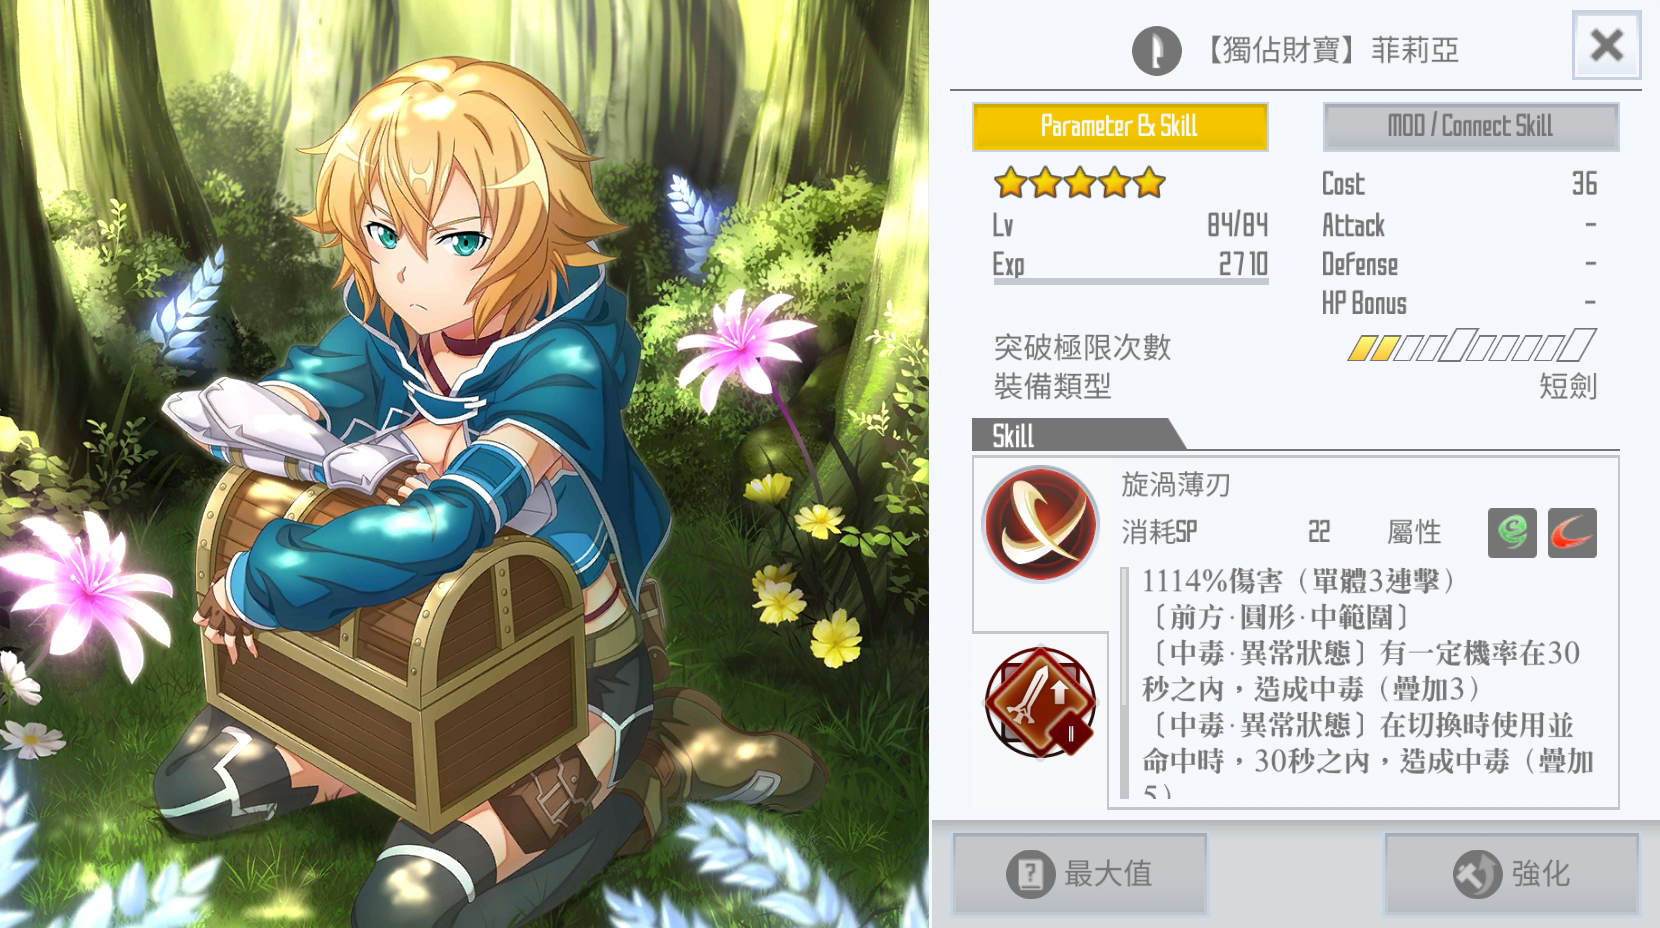 【獨佔財寶】菲莉亞
Parameter & Skill
MOD / Connect Skill
Lv 84/84
Exp 2710
Cost 36
Attack -
Defense -
HP Bonus -
突破極限次數
裝備類型 短劍
Skill
旋渦薄刃
消耗SP 22 屬性
1114%傷害（單體3連擊）
〔前方·圓形·中範圍〕
〔中毒·異常狀態〕有一定機率在30
秒之內，造成中毒（疊加3）
〔中毒·異常狀態〕在切換時使用並
命中時，30秒之內，造成中毒（疊加
5）
II
最大值
強化